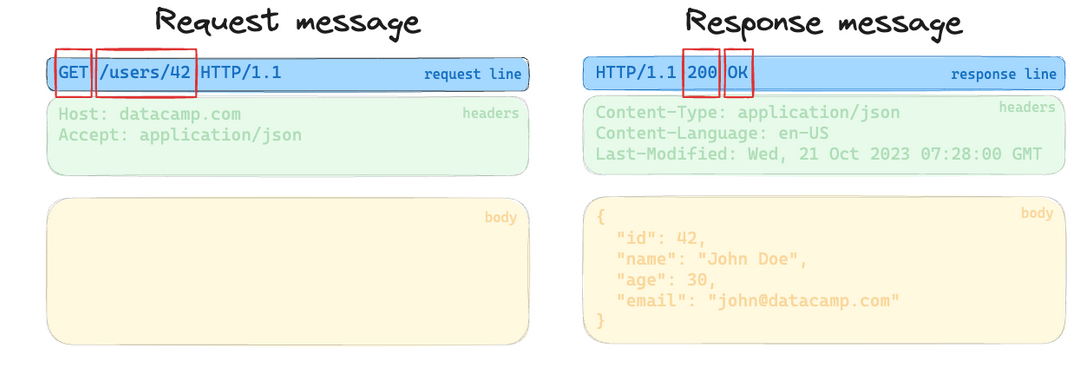 Request message
GET /users/42 HTTP/1.1 request line
Host: datacamp.com headers
Accept: application/json
body
Response message
HTTP/1.1 200 OK response line
Content-Type: application/json headers
Content-Language: en-US
Last-Modified: Wed, 21 Oct 2023 07:28:00 GMT
{ body
"id": 42,
"name": "John Doe",
"age": 30,
"email": "john@datacamp.com"
}